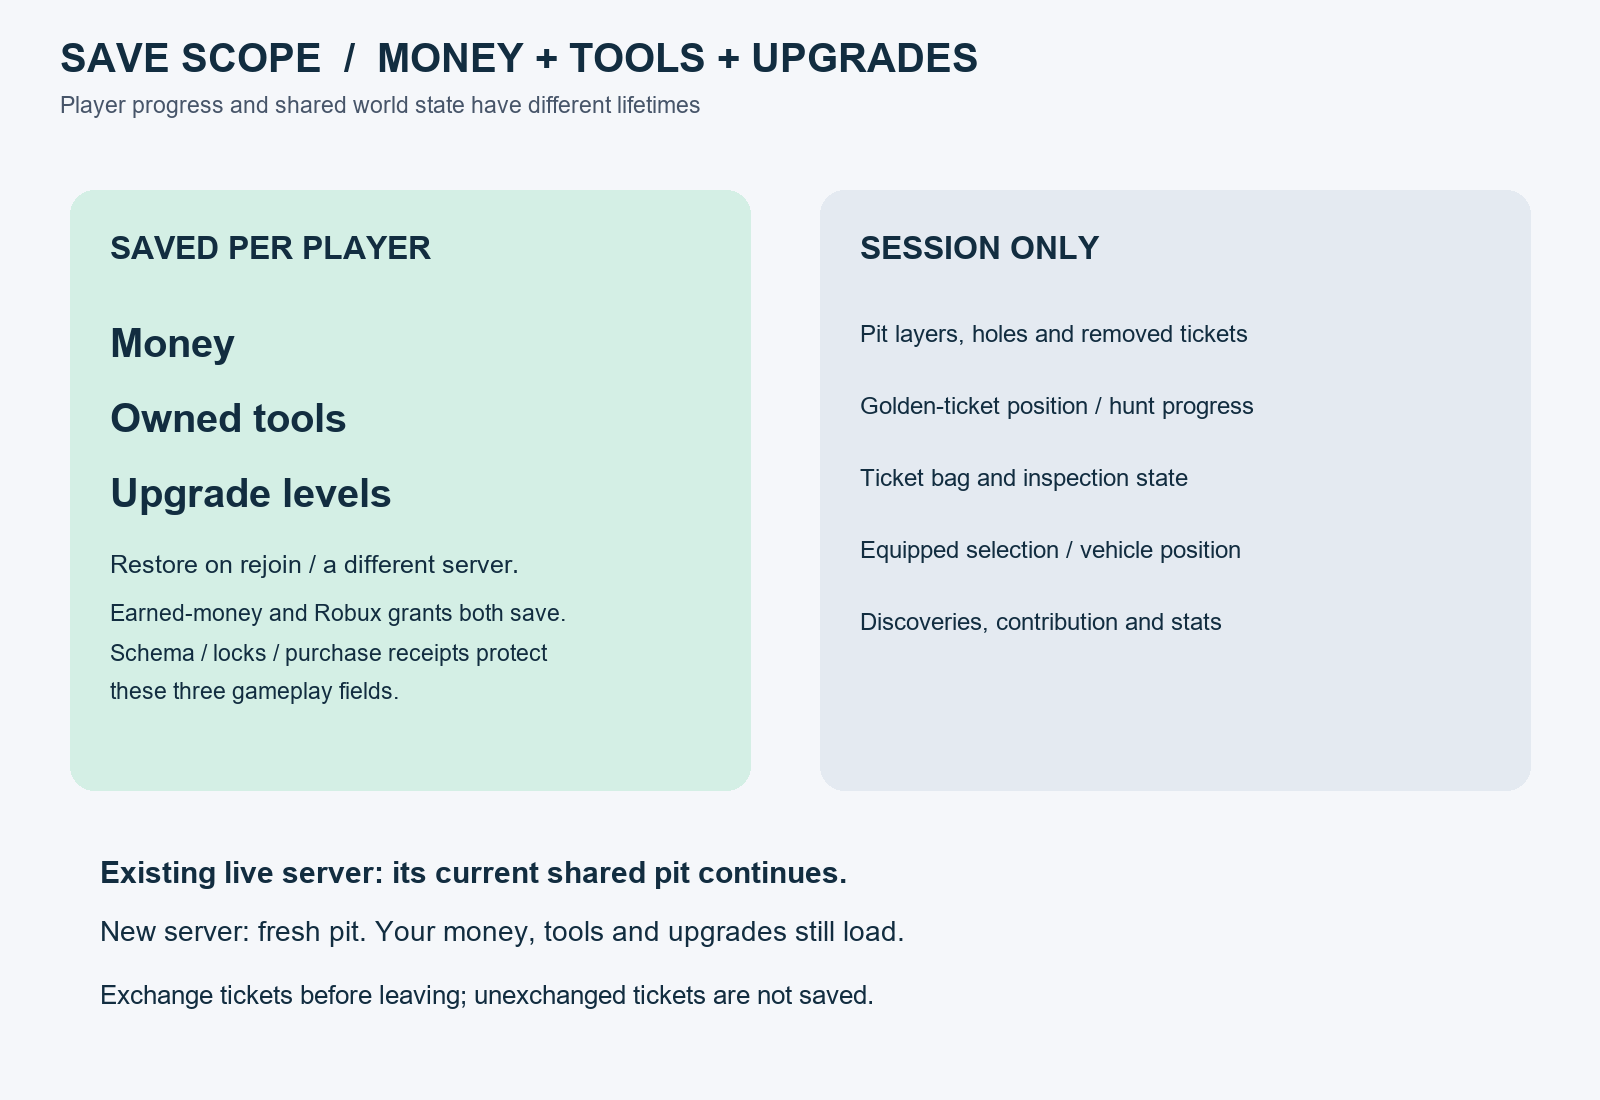 SAVE SCOPE / MONEY + TOOLS + UPGRADES
Player progress and shared world state have different lifetimes
SAVED PER PLAYER
Money
Owned tools
Upgrade levels
Restore on rejoin / a different server.
Earned-money and Robux grants both save.
Schema / locks / purchase receipts protect
these three gameplay fields.
SESSION ONLY
Pit layers, holes and removed tickets
Golden-ticket position / hunt progress
Ticket bag and inspection state
Equipped selection / vehicle position
Discoveries, contribution and stats
Existing live server: its current shared pit continues.
New server: fresh pit. Your money, tools and upgrades still load.
Exchange tickets before leaving; unexchanged tickets are not saved.